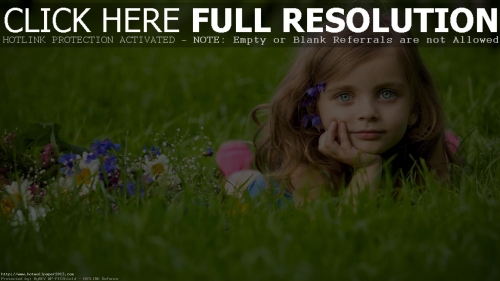 CLICK HERE FULL RESOLUTION
HOTLINK PROTECTION ACTIVATED - NOTE: Empty or Blank Referrals are not Allowed
http://www.hotwallpaper2013.com